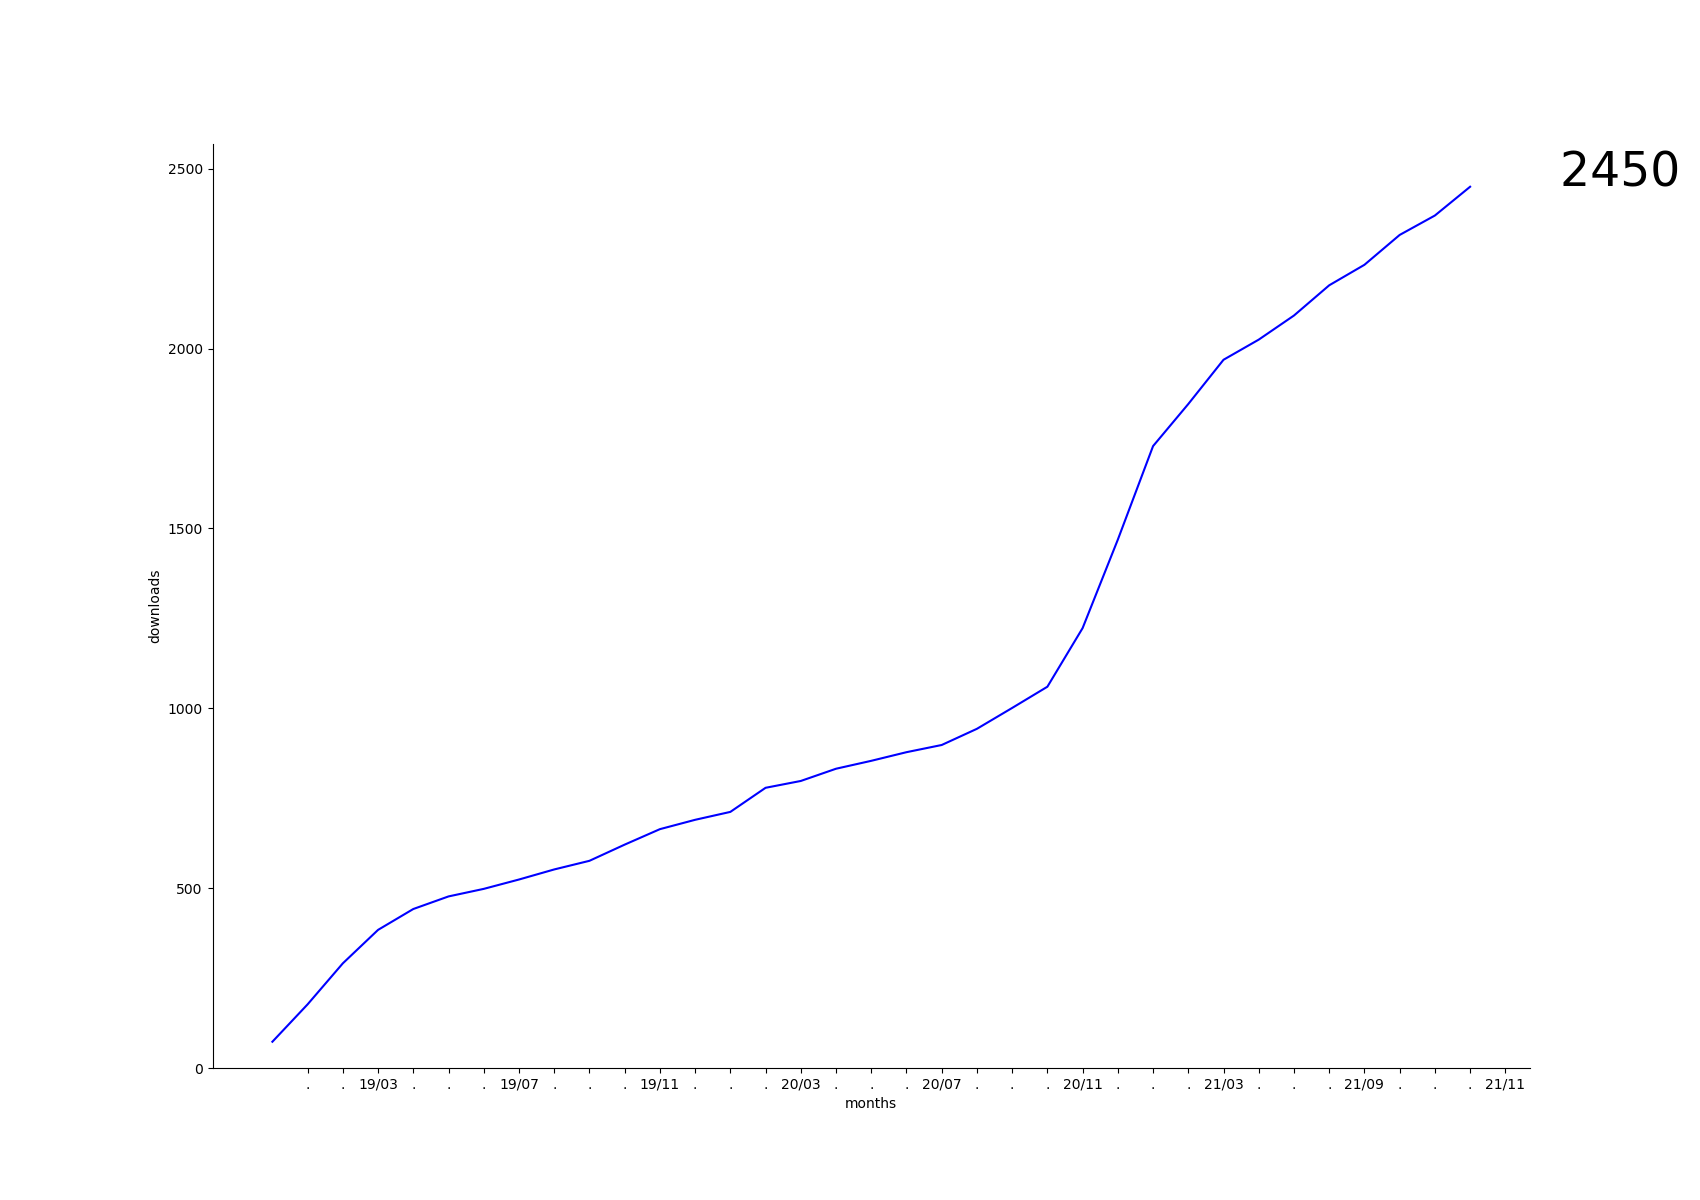 2450
2500
2000
1500
1000
500
0
downloads
. . 19/03 . . . 19/07 . . . 19/11 . . . 20/03 . . . 20/07 . . . 20/11 . . . 21/03 . . . 21/09 . . . 21/11
months